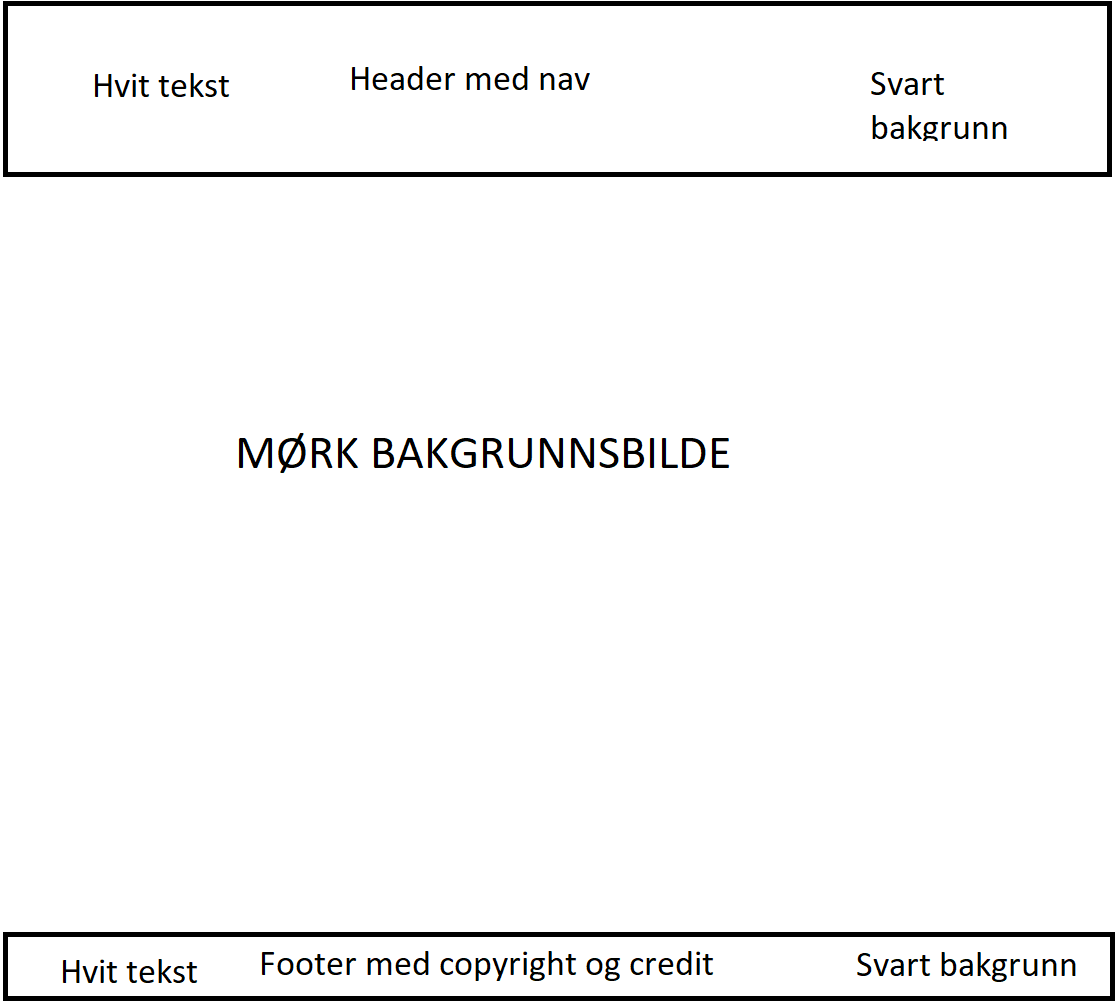 Hvit tekst
Header med nav
Svart
bakgrunn
MØRK BAKGRUNNSBILDE
Hvit tekst
Footer med copyright og credit
Svart bakgrunn